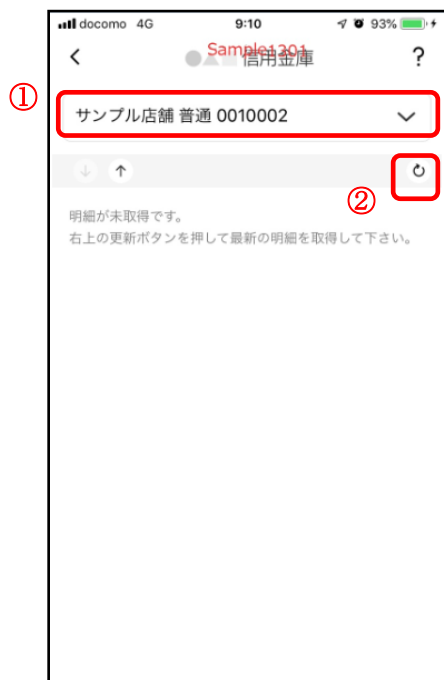 docomo 4G 9:10 93%
●▲■信用金庫
Sample1201
?
①
サンプル店舗 普通 0010002
②
明細が未取得です。
右上の更新ボタンを押して最新の明細を取得して下さい。